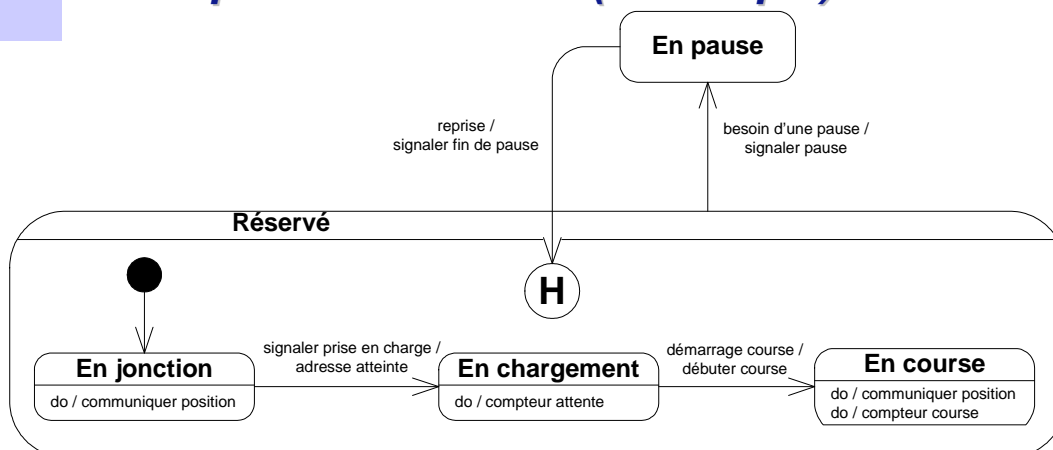 En pause
reprise /
signaler fin de pause
besoin d'une pause /
signaler pause
Réservé
H
En jonction
do / communiquer position
signaler prise en charge /
adresse atteinte
En chargement
do / compteur attente
démarrage course /
débuter course
En course
do / communiquer position
do / compteur course